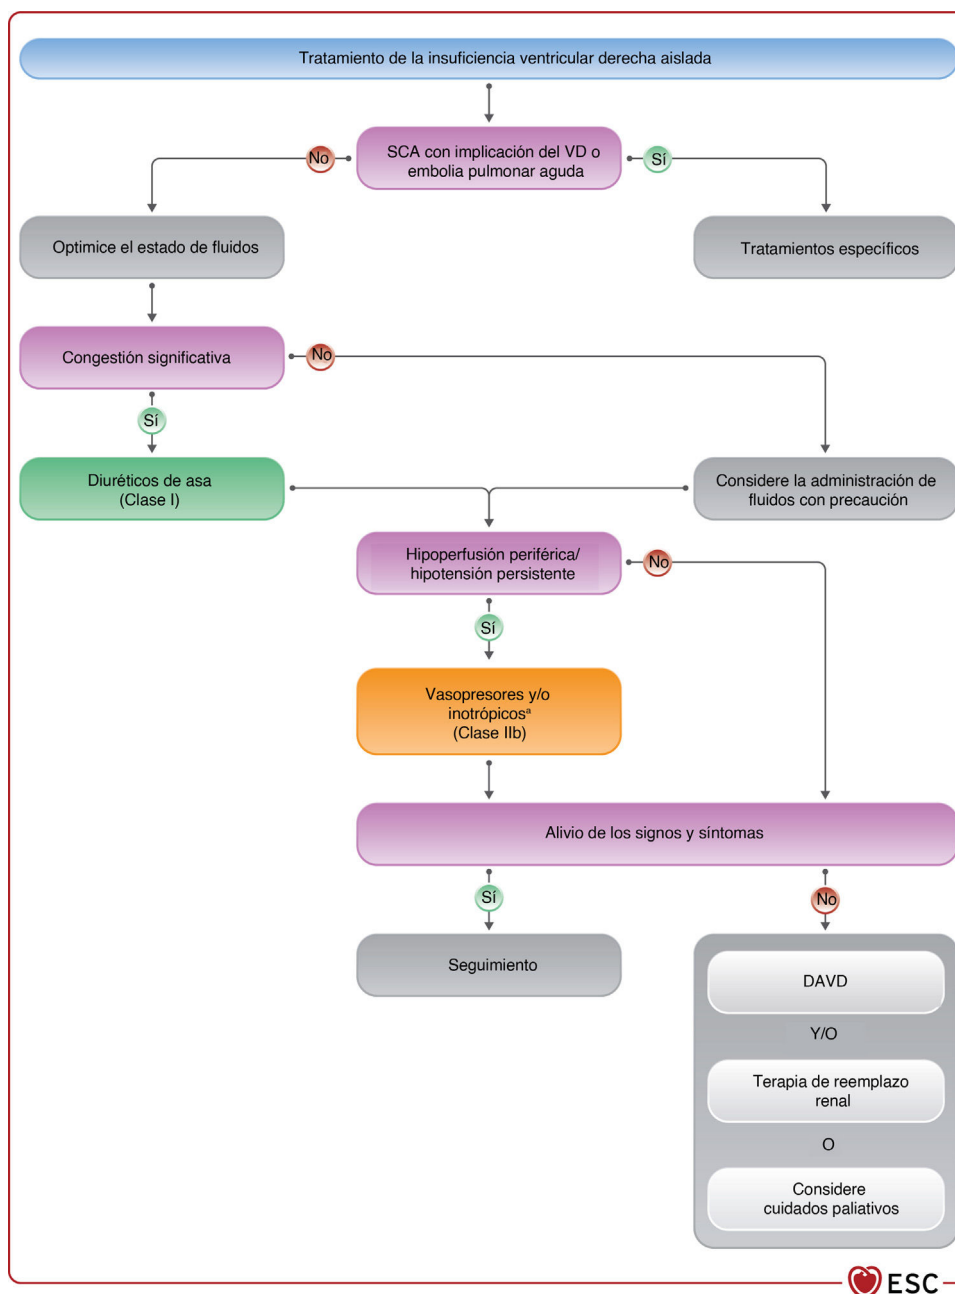 Tratamiento de la insuficiencia ventricular derecha aislada
SCA con implicación del VD o
embolia pulmonar aguda
No
Sí
Optimice el estado de fluidos
Tratamientos específicos
Congestión significativa
No
Sí
Diuréticos de asa
(Clase I)
Considere la administración de
fluidos con precaución
Hipoperfusión periférica/
hipotensión persistente
No
Sí
Vasopresores y/o
inotrópicosª
(Clase IIb)
Alivio de los signos y síntomas
Sí
No
Seguimiento
DAVD
Y/O
Terapia de reemplazo
renal
O
Considere
cuidados paliativos
ESC